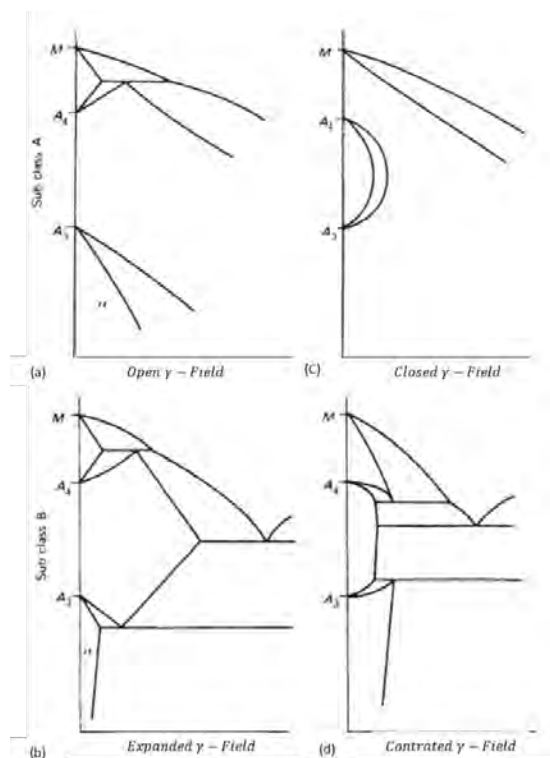 M
A₄
Sub class A
A₃
α
(a)
Open γ − Field
M
A₁
A₃
(C)
Closed γ − Field
M
A₄
Sub class B
A₃
α
(b)
Expanded γ − Field
M
A₄
A₃
(d)
Contrated γ − Field